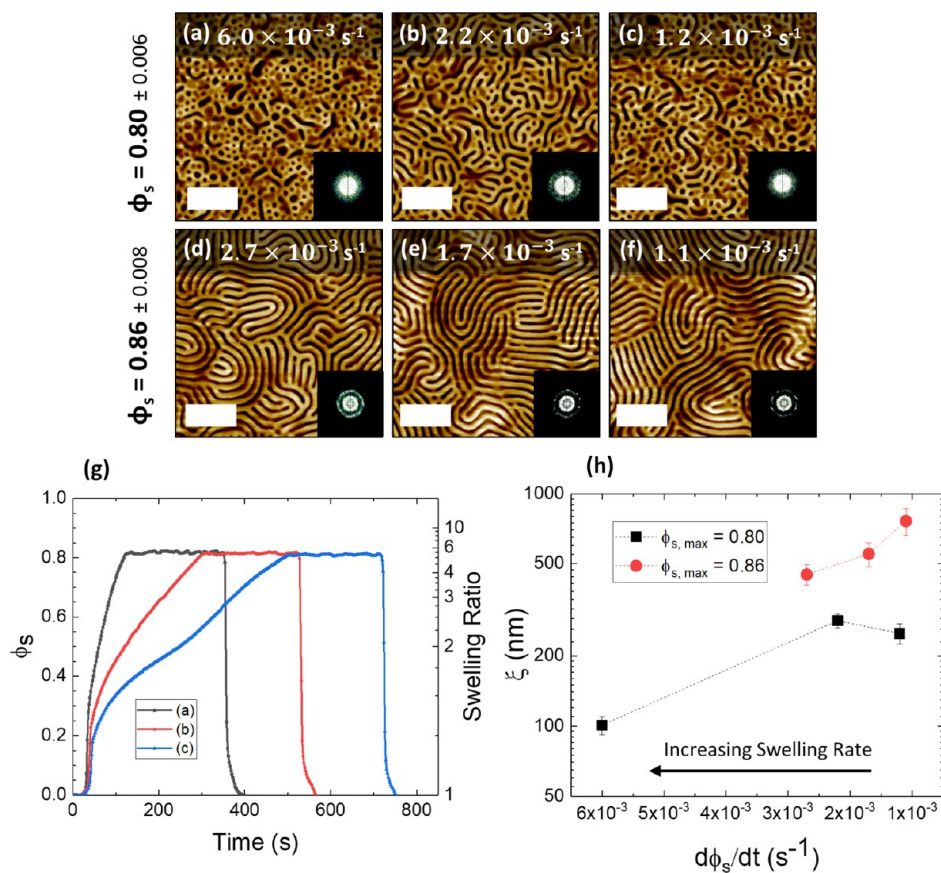 (a) 6.0 × 10⁻³ s⁻¹
(b) 2.2 × 10⁻³ s⁻¹
(c) 1.2 × 10⁻³ s⁻¹
ϕs = 0.80 ± 0.006
(d) 2.7 × 10⁻³ s⁻¹
(e) 1.7 × 10⁻³ s⁻¹
(f) 1.1 × 10⁻³ s⁻¹
ϕs = 0.86 ± 0.008
(g)
1.0
0.8
0.6
0.4
0.2
0.0
ϕs
10
5
4
3
2
1
Swelling Ratio
(a)
(b)
(c)
0 200 400 600 800
Time (s)
(h)
1000
500
200
100
50
ξ (nm)
ϕs, max = 0.80
ϕs, max = 0.86
Increasing Swelling Rate
6x10⁻³ 5x10⁻³ 4x10⁻³ 3x10⁻³ 2x10⁻³ 1x10⁻³
dϕs/dt (s⁻¹)